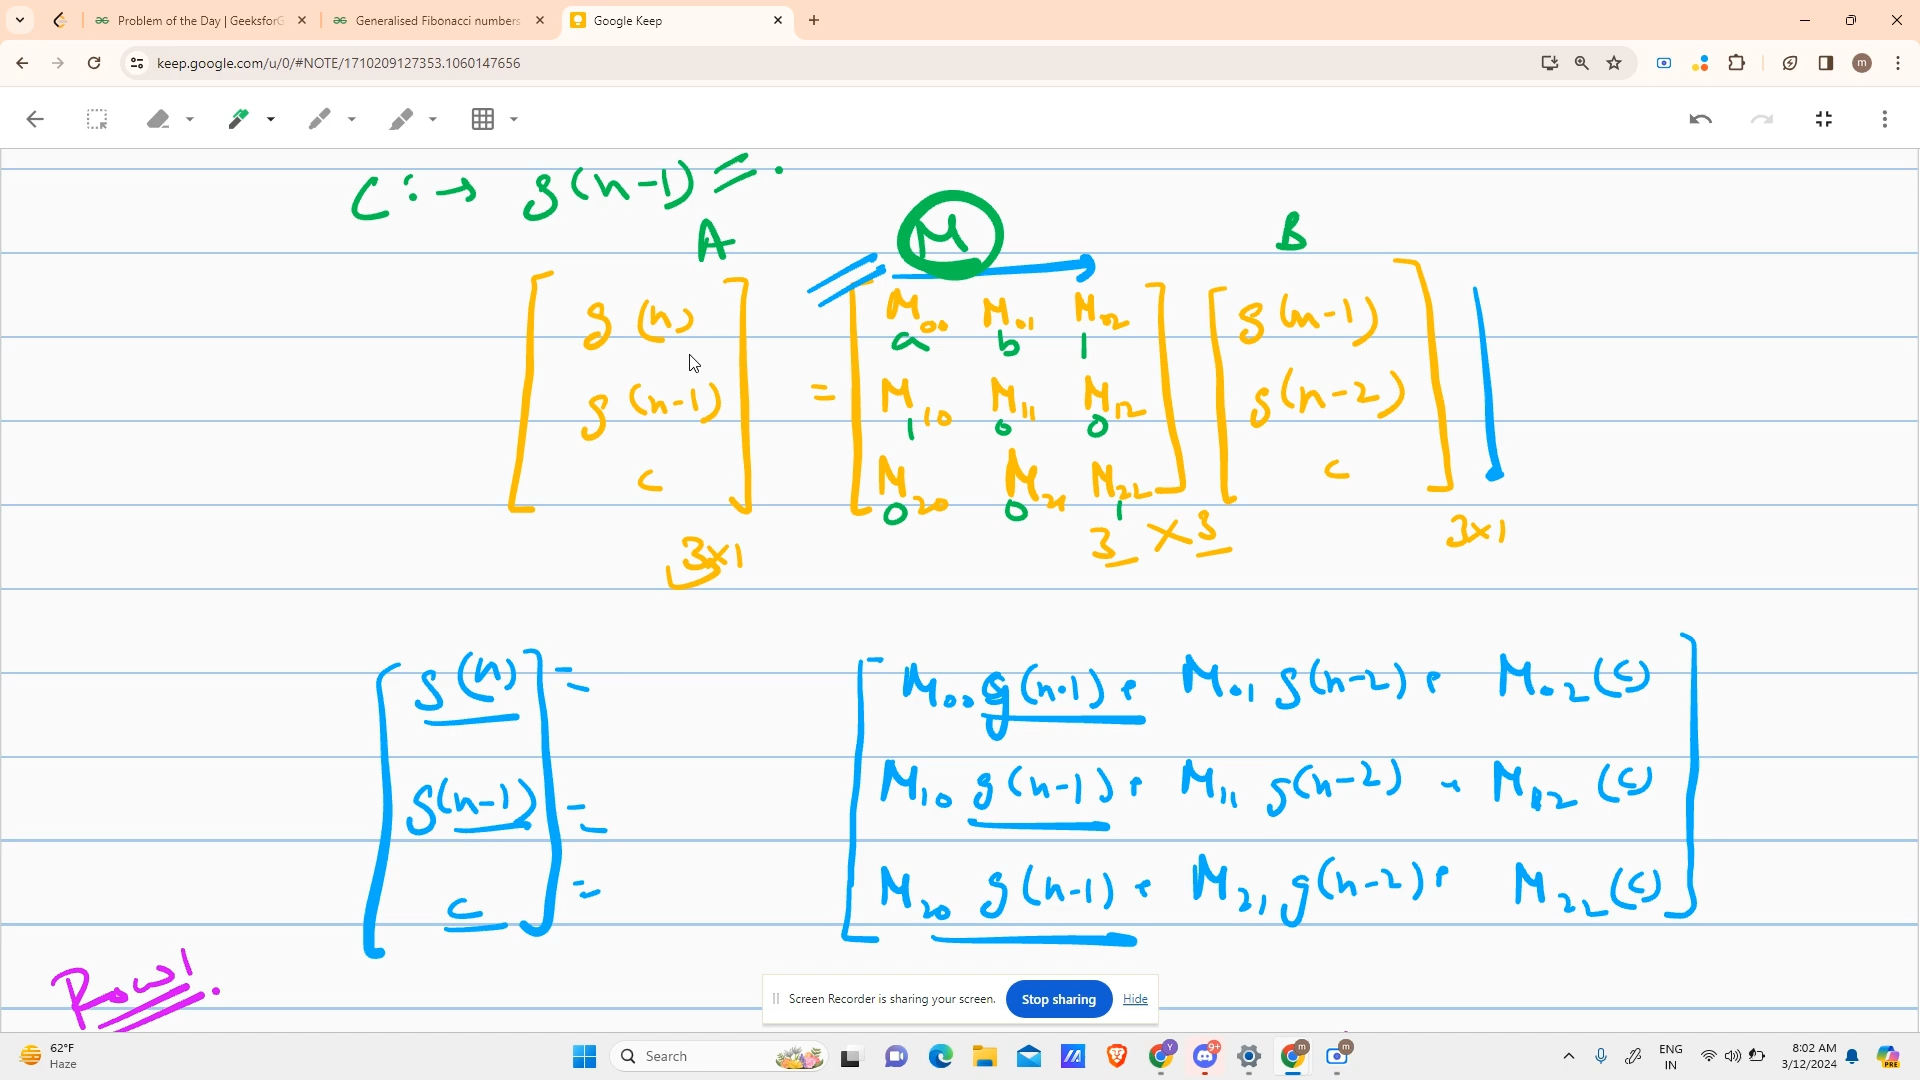 Problem of the Day | GeeksforG
Generalised Fibonacci numbers
Google Keep
keep.google.com/u/0/#NOTE/1710209127353.1060147656
m
C : → g(n-1) = .
A M B
g(n) M00 M01 M02 g(n-1)
a b 1
g(n-1) = M10 M11 M12 g(n-2)
1 0 0
c M20 M21 M22 c
0 0 1
3x1 3 x 3 3x1
g(n) = M00 g(n-1) + M01 g(n-2) + M02 (c)
g(n-1) = M10 g(n-1) + M11 g(n-2) + M12 (c)
c = M20 g(n-1) + M21 g(n-2) + M22 (c)
Row 1.
Screen Recorder is sharing your screen. Stop sharing Hide
62°F
Haze
Search
ENG
IN
8:02 AM
3/12/2024